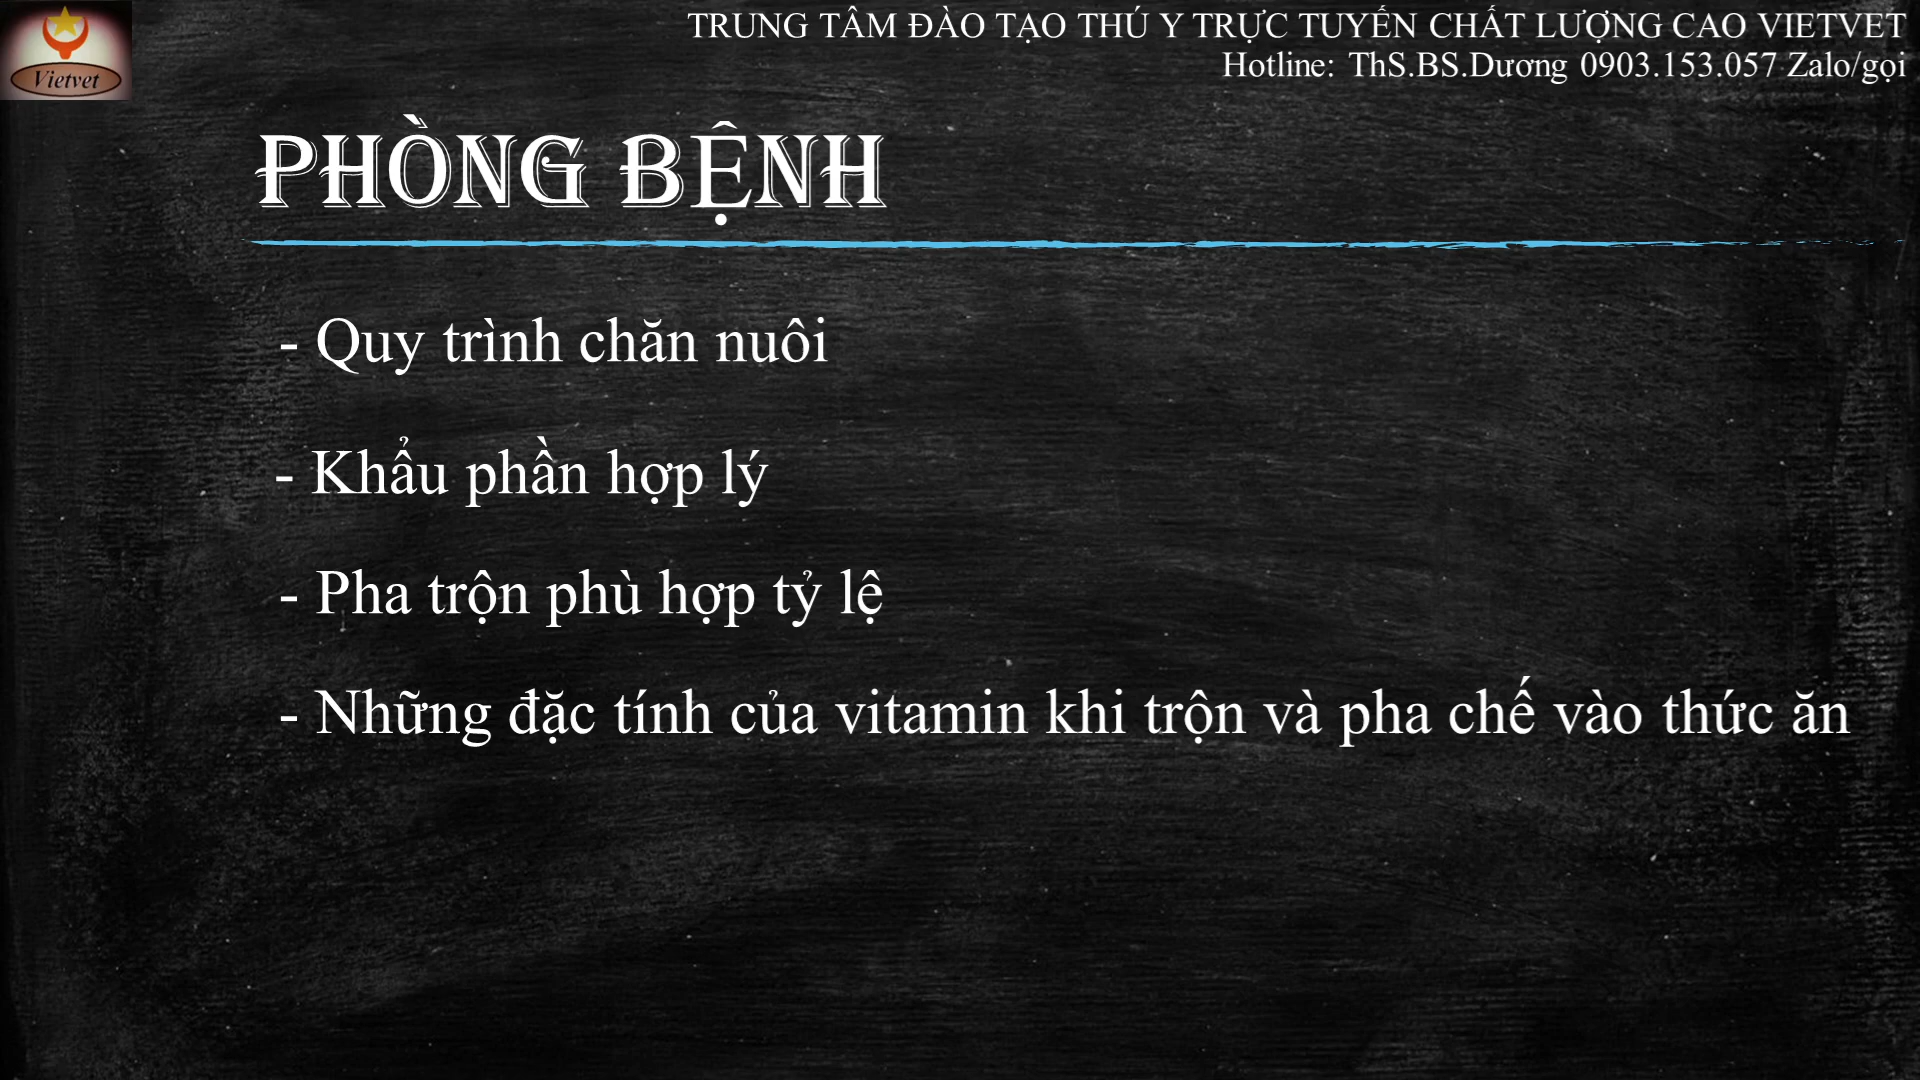 Vietvet
TRUNG TÂM ĐÀO TẠO THÚ Y TRỰC TUYẾN CHẤT LƯỢNG CAO VIETVET
Hotline: ThS.BS.Dương 0903.153.057 Zalo/gọi
PHÒNG BỆNH
- Quy trình chăn nuôi
- Khẩu phần hợp lý
- Pha trộn phù hợp tỷ lệ
- Những đặc tính của vitamin khi trộn và pha chế vào thức ăn